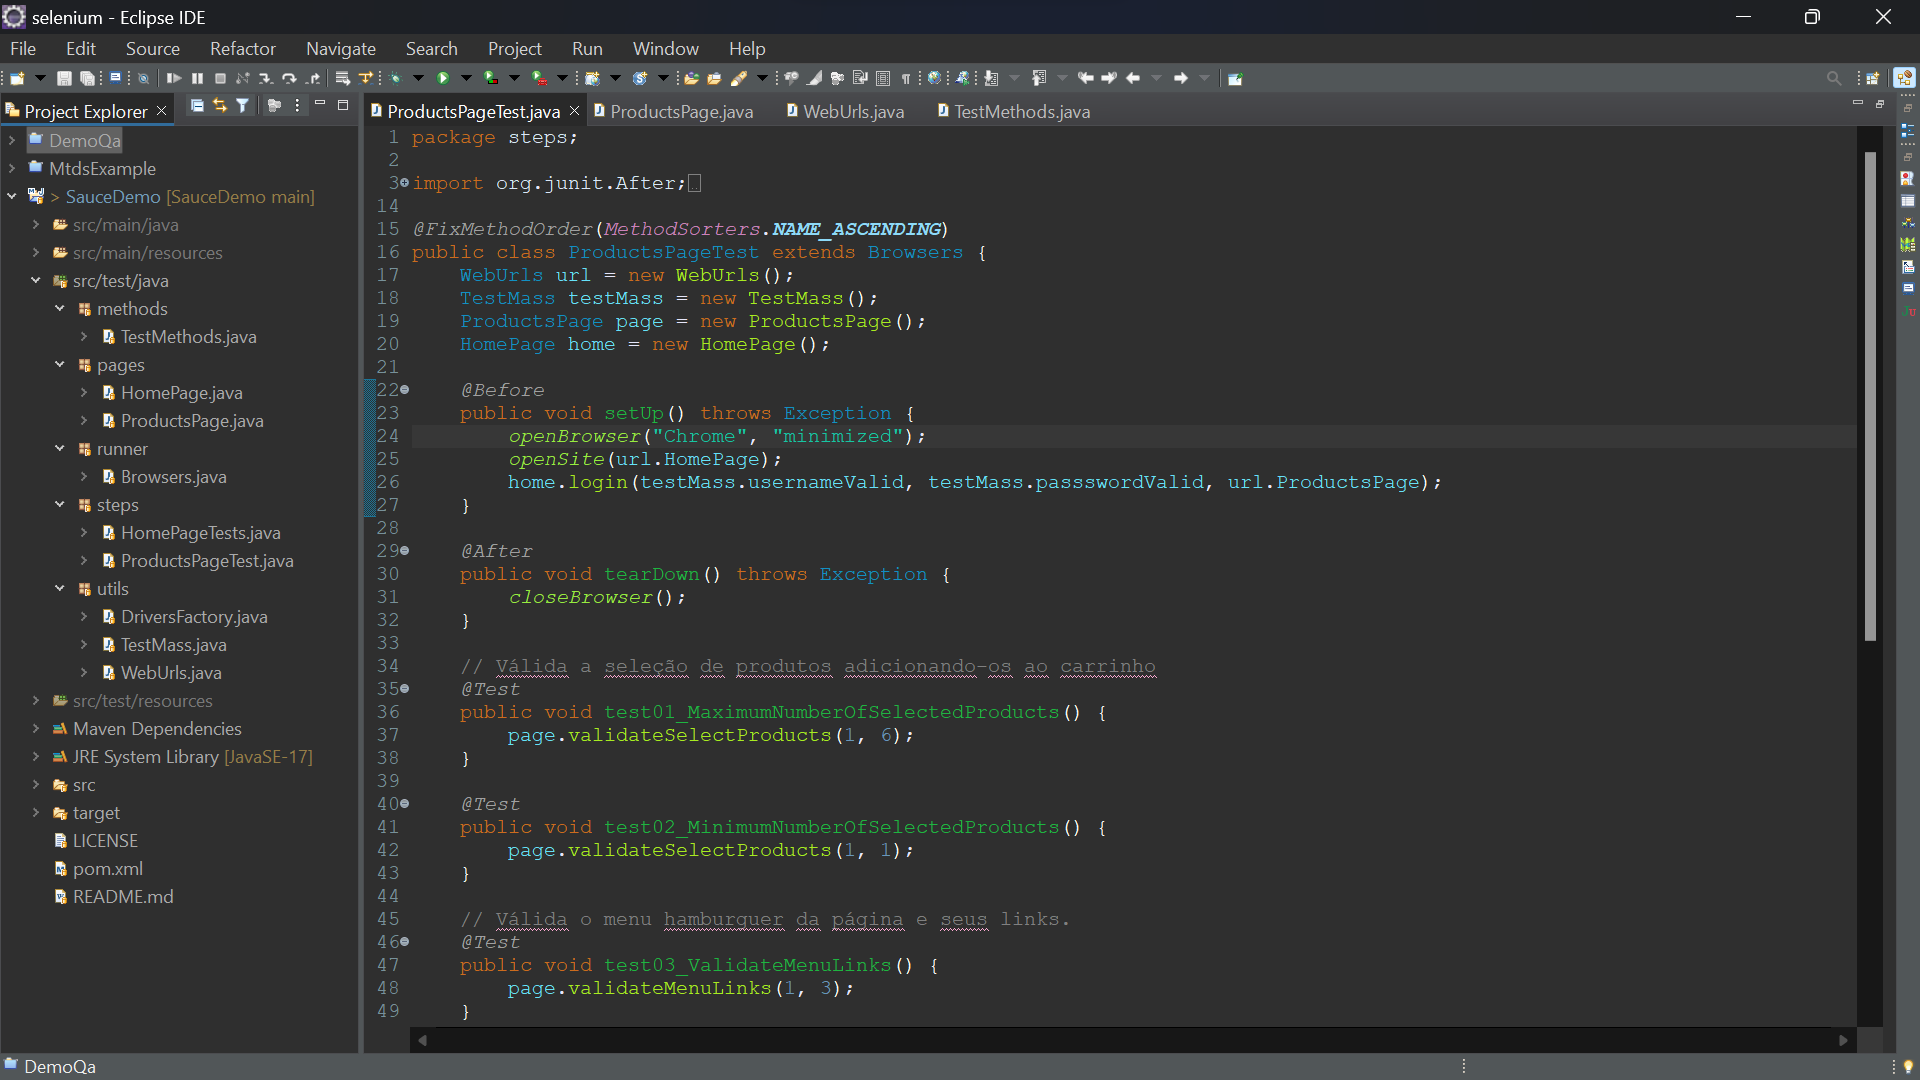 selenium - Eclipse IDE
File Edit Source Refactor Navigate Search Project Run Window Help
Project Explorer
DemoQa
MtdsExample
> SauceDemo [SauceDemo main]
src/main/java
src/main/resources
src/test/java
methods
TestMethods.java
pages
HomePage.java
ProductsPage.java
runner
Browsers.java
steps
HomePageTests.java
ProductsPageTest.java
utils
DriversFactory.java
TestMass.java
WebUrls.java
src/test/resources
Maven Dependencies
JRE System Library [JavaSE-17]
src
target
LICENSE
pom.xml
README.md
ProductsPageTest.java ProductsPage.java WebUrls.java TestMethods.java
1 package steps;
2
3 import org.junit.After;
14
15 @FixMethodOrder(MethodSorters.NAME_ASCENDING)
16 public class ProductsPageTest extends Browsers {
17 WebUrls url = new WebUrls();
18 TestMass testMass = new TestMass();
19 ProductsPage page = new ProductsPage();
20 HomePage home = new HomePage();
21
22 @Before
23 public void setUp() throws Exception {
24 openBrowser("Chrome", "minimized");
25 openSite(url.HomePage);
26 home.login(testMass.usernameValid, testMass.passswordValid, url.ProductsPage);
27 }
28
29 @After
30 public void tearDown() throws Exception {
31 closeBrowser();
32 }
33
34 // Válida a seleção de produtos adicionando-os ao carrinho
35 @Test
36 public void test01_MaximumNumberOfSelectedProducts() {
37 page.validateSelectProducts(1, 6);
38 }
39
40 @Test
41 public void test02_MinimumNumberOfSelectedProducts() {
42 page.validateSelectProducts(1, 1);
43 }
44
45 // Válida o menu hamburguer da página e seus links.
46 @Test
47 public void test03_ValidateMenuLinks() {
48 page.validateMenuLinks(1, 3);
49 }
Ju
DemoQa